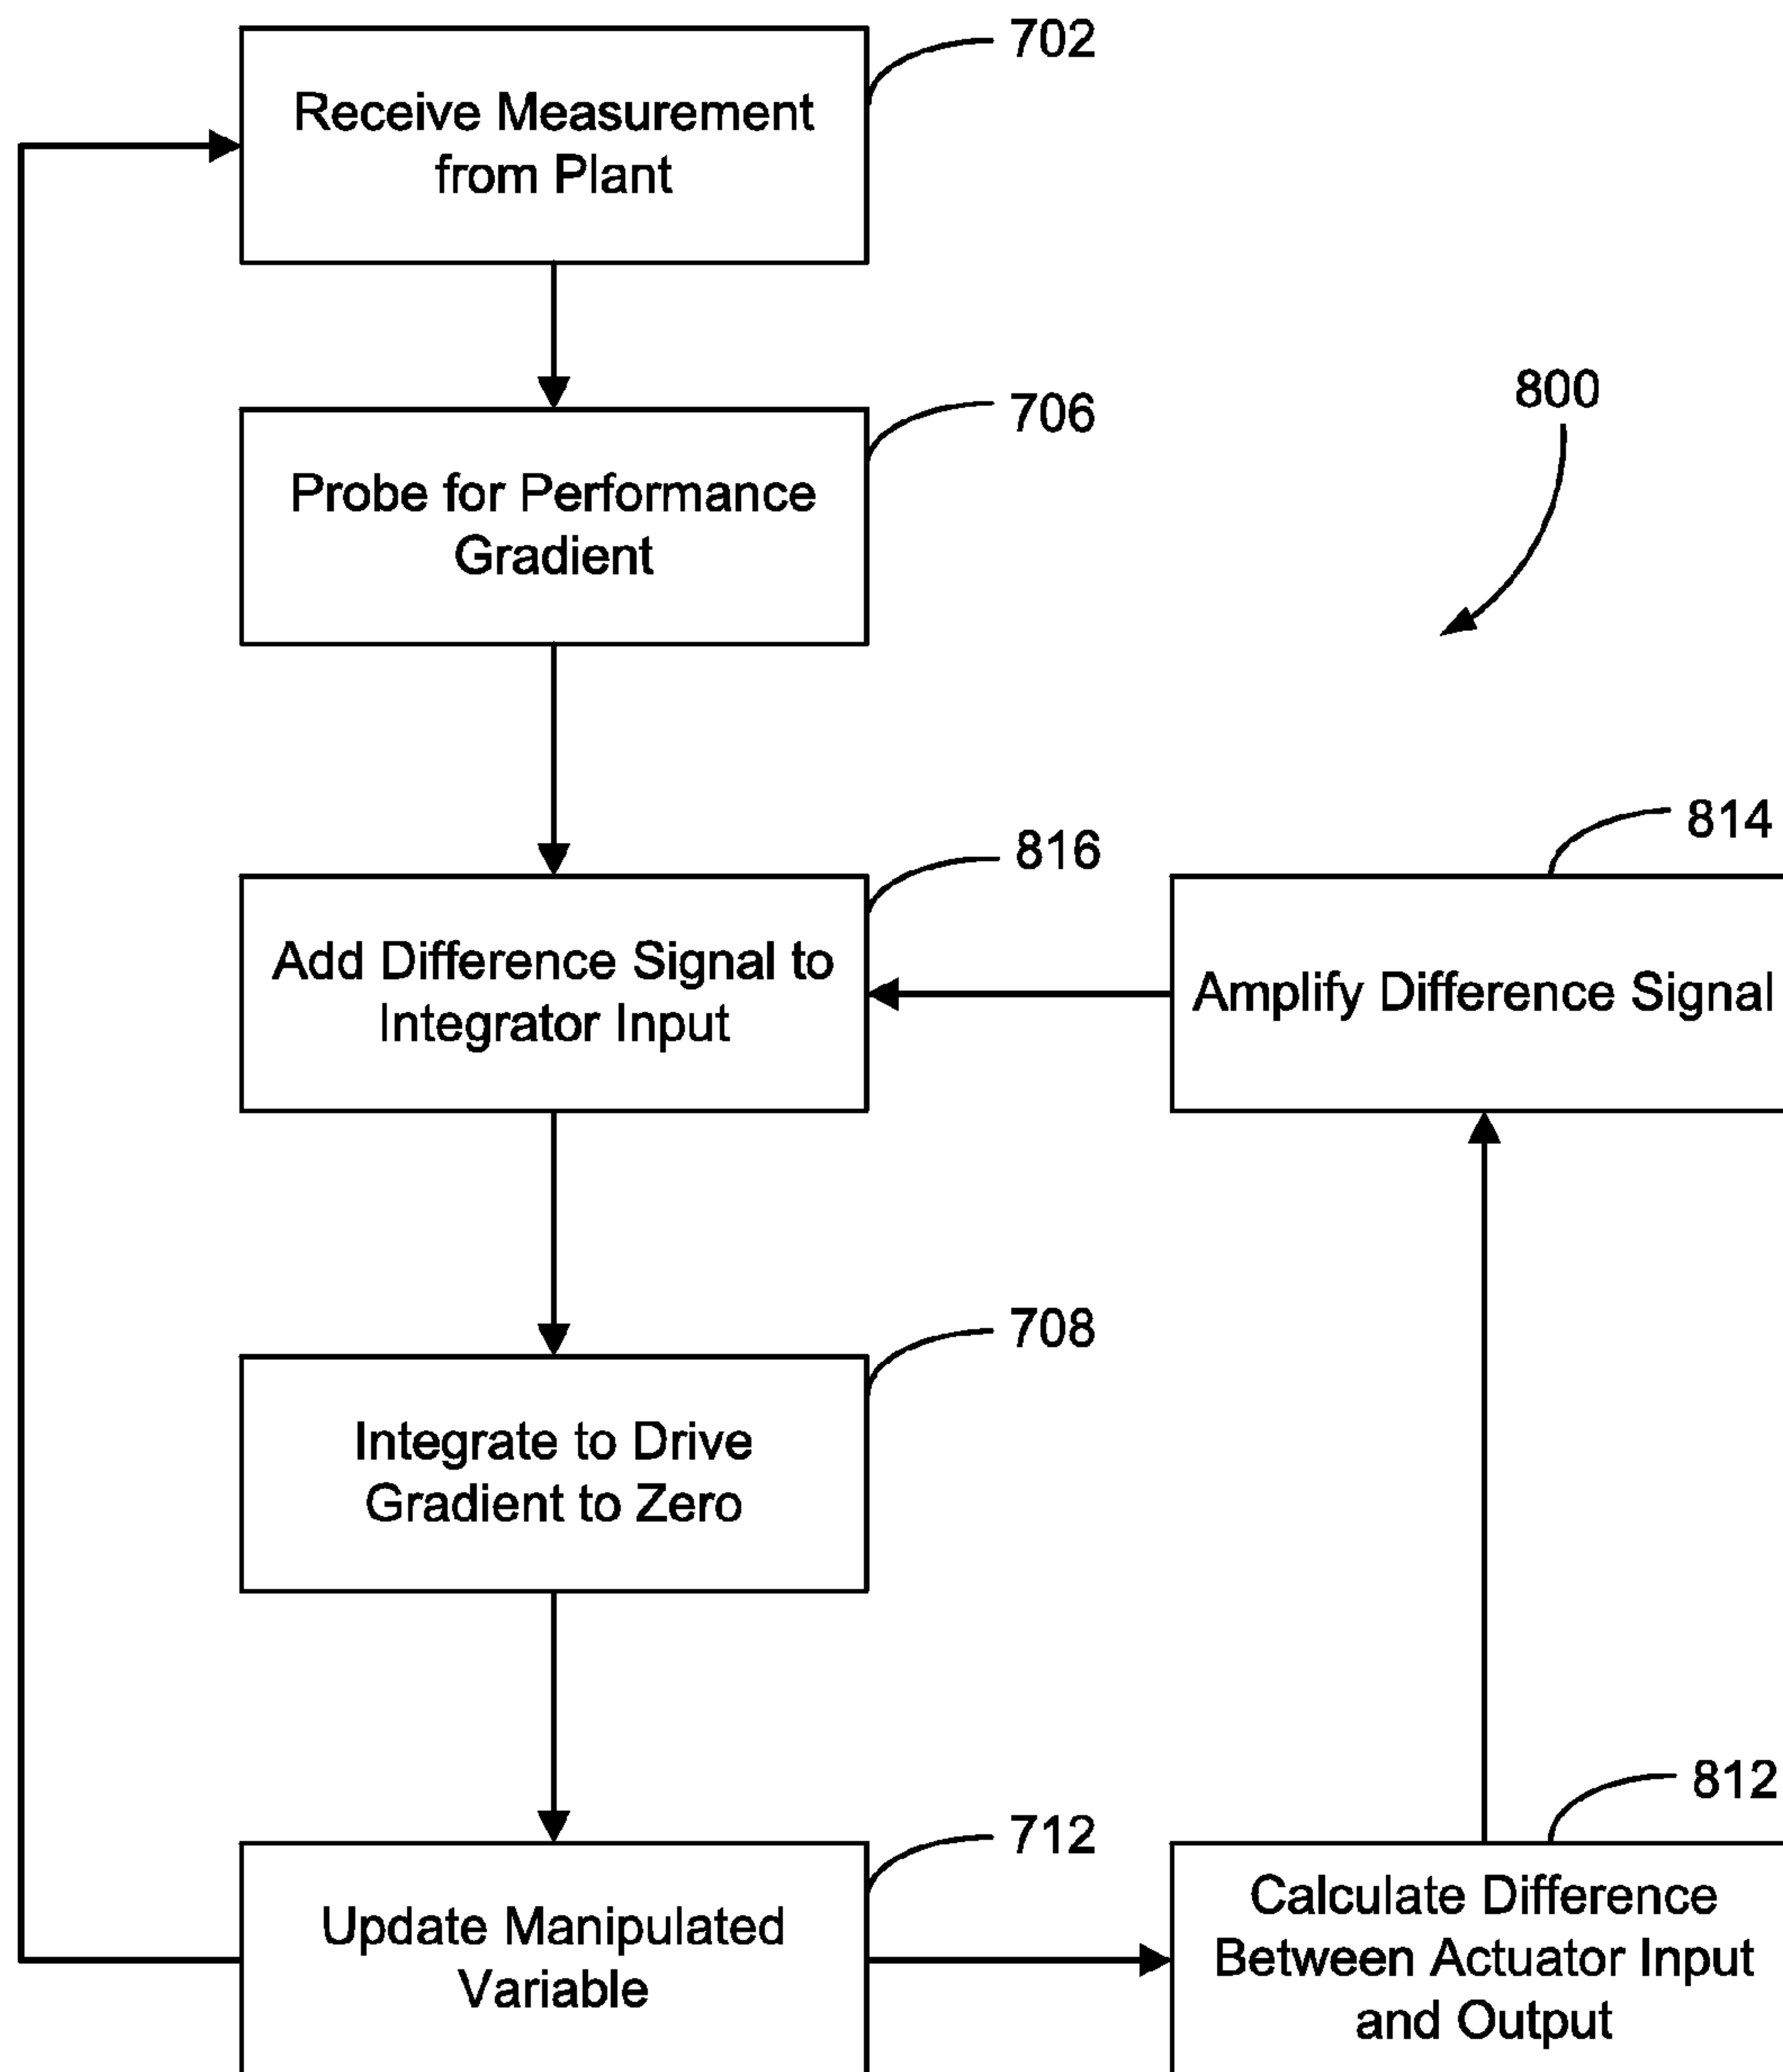 702
Receive Measurement
from Plant
706
Probe for Performance
Gradient
800
816
Add Difference Signal to
Integrator Input
814
Amplify Difference Signal
708
Integrate to Drive
Gradient to Zero
712
Update Manipulated
Variable
812
Calculate Difference
Between Actuator Input
and Output